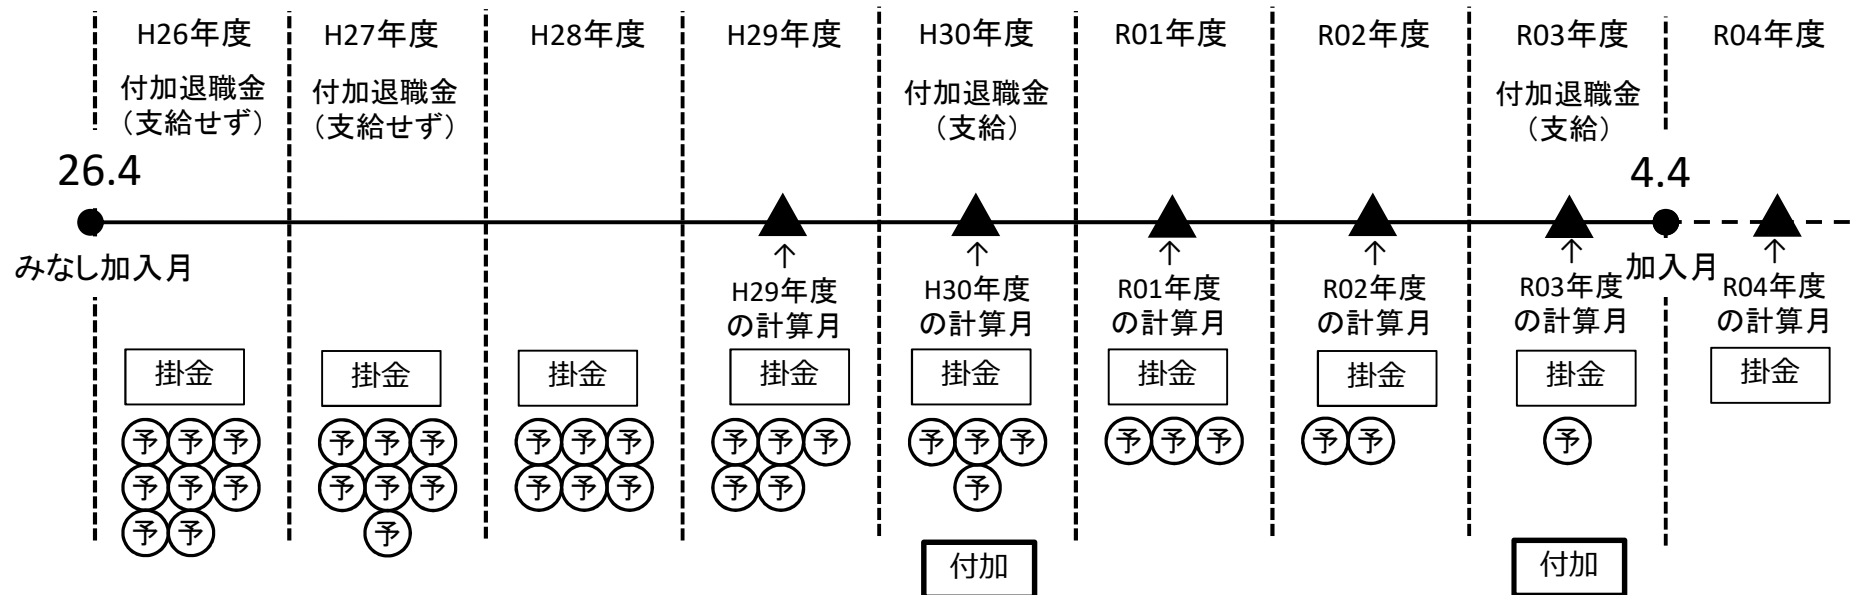 H26年度 H27年度 H28年度 H29年度 H30年度 R01年度 R02年度 R03年度 R04年度
付加退職金 付加退職金 付加退職金 付加退職金
（支給せず） （支給せず） （支給） （支給）
26.4 4.4
↑ ↑ ↑ ↑ ↑ ↑
みなし加入月 加入月
H29年度 H30年度 R01年度 R02年度 R03年度 R04年度
の計算月 の計算月 の計算月 の計算月 の計算月 の計算月
掛金 掛金 掛金 掛金 掛金 掛金 掛金 掛金 掛金
予予予 予予予 予予予 予予予 予予予 予予予 予予 予
予予予 予予予 予予予 予予 予
予予 予
付加 付加